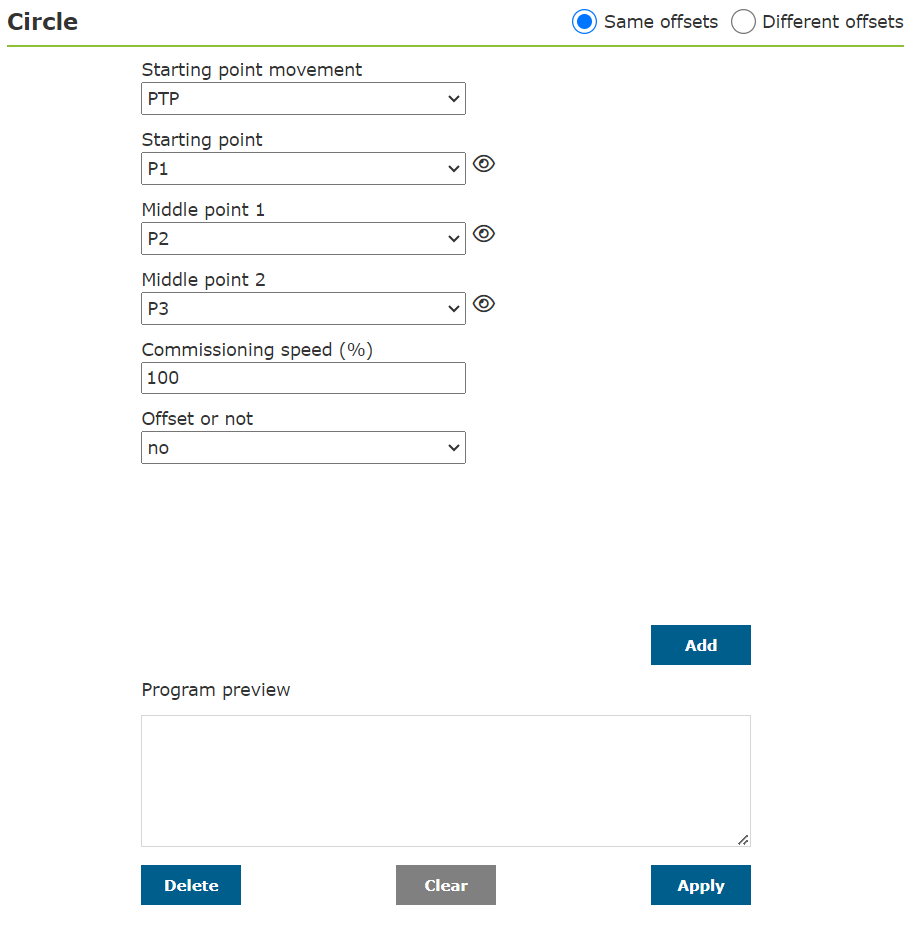 Circle Same offsets Different offsets
Starting point movement
PTP
Starting point
P1
Middle point 1
P2
Middle point 2
P3
Commissioning speed (%)
100
Offset or not
no
Add
Program preview
Delete Clear Apply